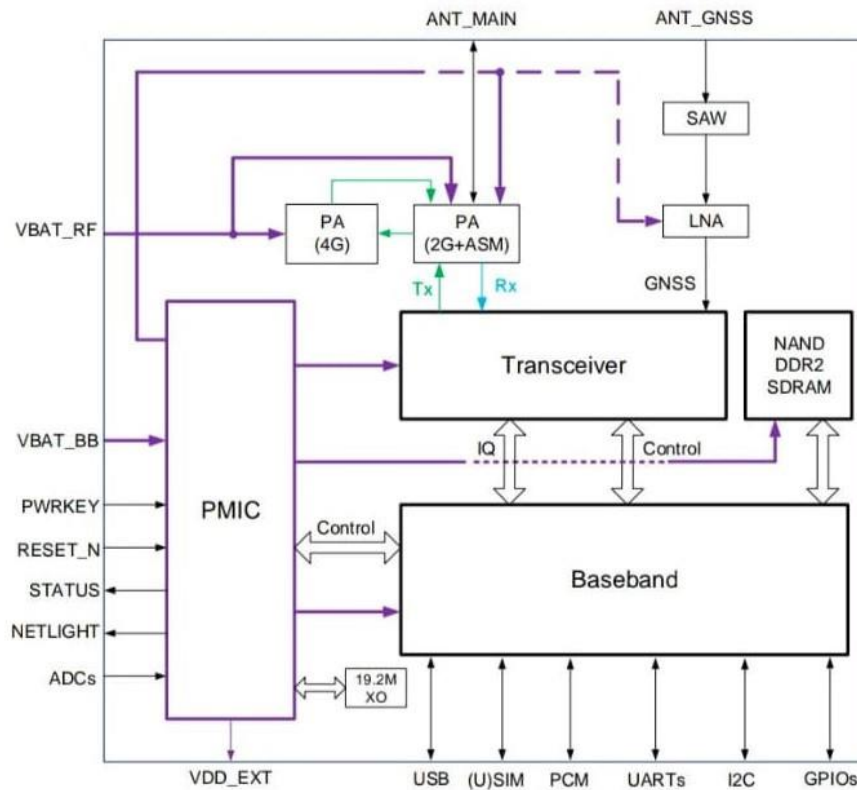 ANT_MAIN
ANT_GNSS
SAW
VBAT_RF
PA
(4G)
PA
(2G+ASM)
LNA
Tx
Rx
GNSS
Transceiver
NAND
DDR2
SDRAM
VBAT_BB
IQ
Control
PWRKEY
PMIC
RESET_N
Control
Baseband
STATUS
NETLIGHT
ADCs
19.2M
XO
VDD_EXT
USB
(U)SIM
PCM
UARTs
I2C
GPIOs